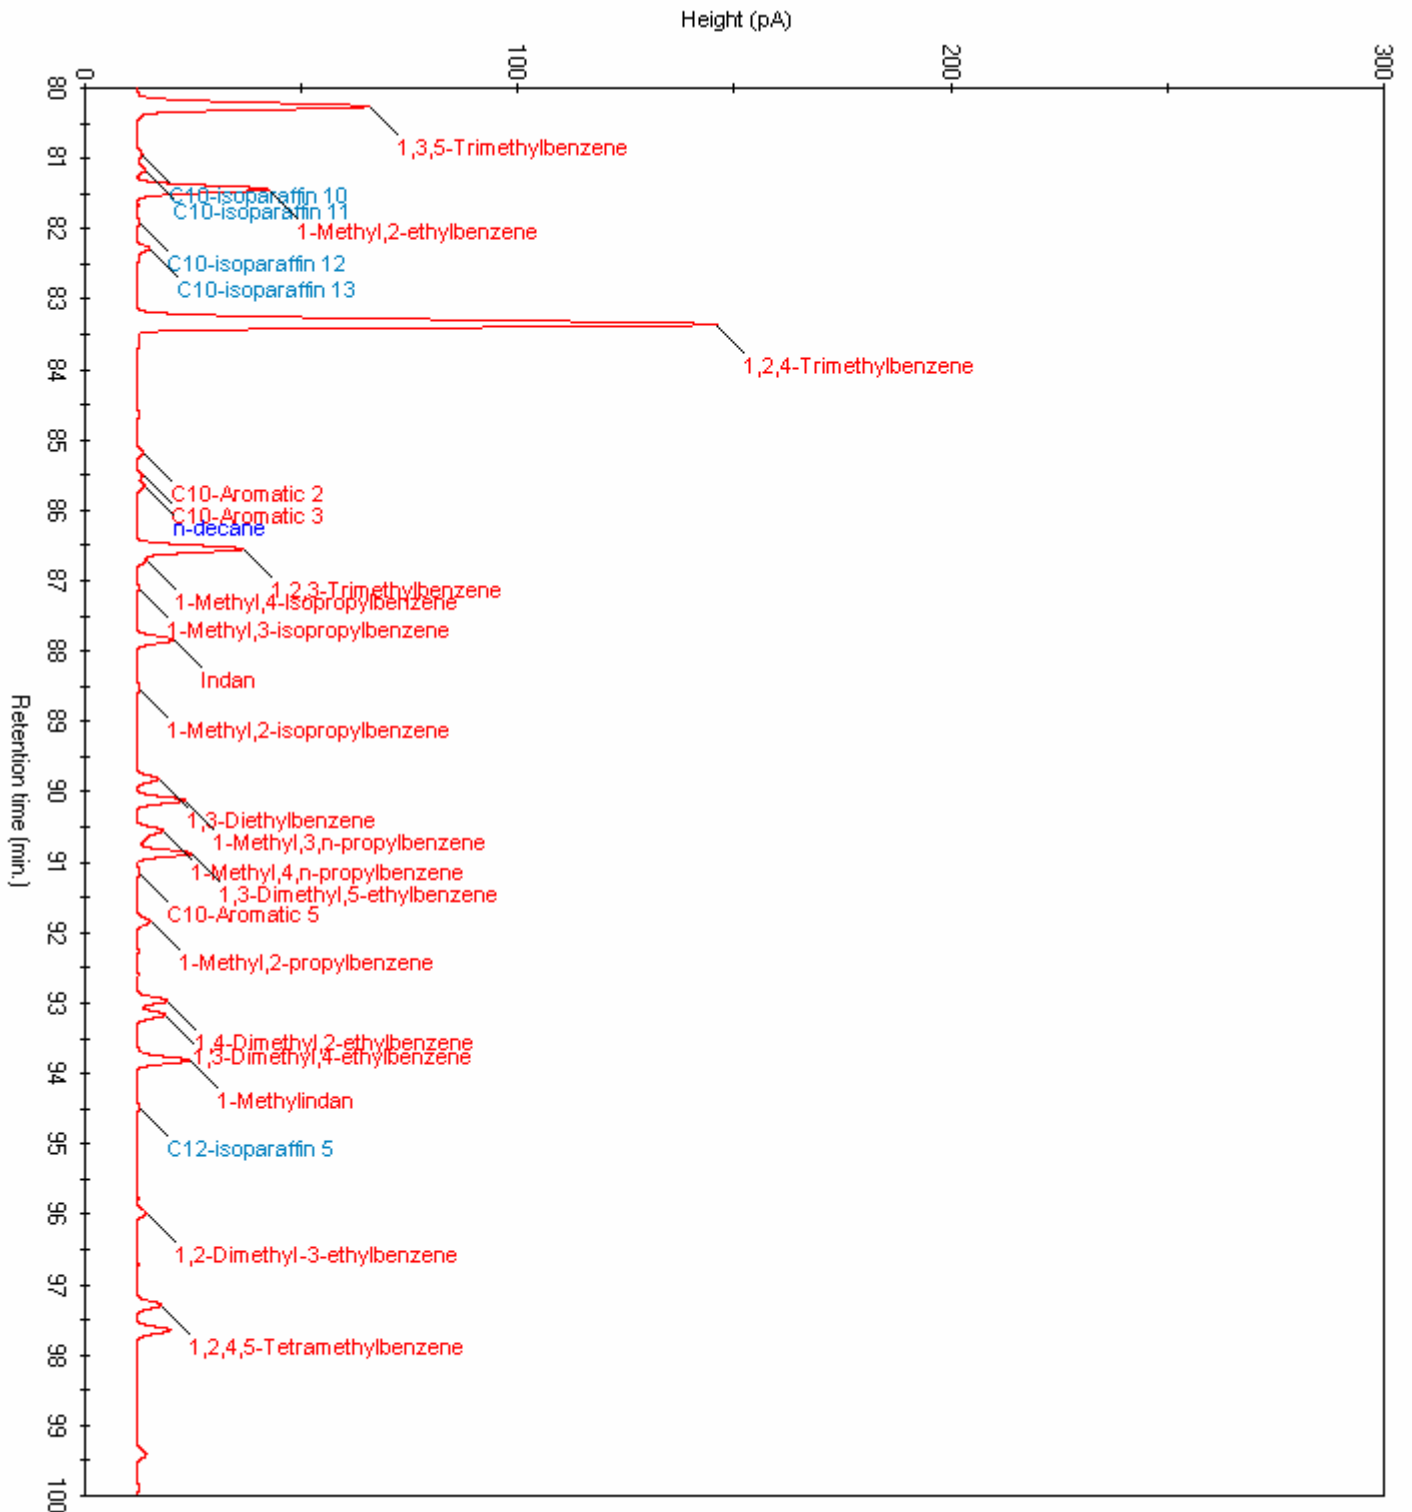 Height (pA)
0
100
200
300
80
81
82
83
84
85
86
87
88
89
90
91
92
93
94
95
96
97
98
99
100
Retention time (min.)
1,3,5-Trimethylbenzene
C10-isoparaffin 10
C10-isoparaffin 11
1-Methyl,2-ethylbenzene
C10-isoparaffin 12
C10-isoparaffin 13
1,2,4-Trimethylbenzene
C10-Aromatic 2
C10-Aromatic 3
n-decane
1,2,3-Trimethylbenzene
1-Methyl,4-Isopropylbenzene
1-Methyl,3-isopropylbenzene
Indan
1-Methyl,2-isopropylbenzene
1,3-Diethylbenzene
1-Methyl,3,n-propylbenzene
1-Methyl,4,n-propylbenzene
1,3-Dimethyl,5-ethylbenzene
C10-Aromatic 5
1-Methyl,2-propylbenzene
1,4-Dimethyl,2-ethylbenzene
1,3-Dimethyl,4-ethylbenzene
1-Methylindan
C12-isoparaffin 5
1,2-Dimethyl-3-ethylbenzene
1,2,4,5-Tetramethylbenzene